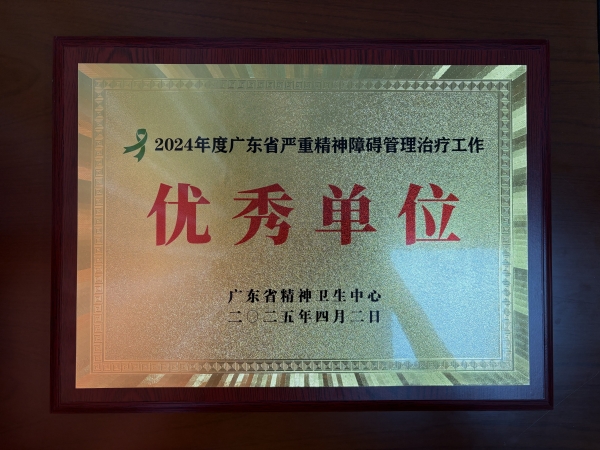 2024年度广东省严重精神障碍管理治疗工作
优秀单位
广东省精神卫生中心
二〇二五年四月二日